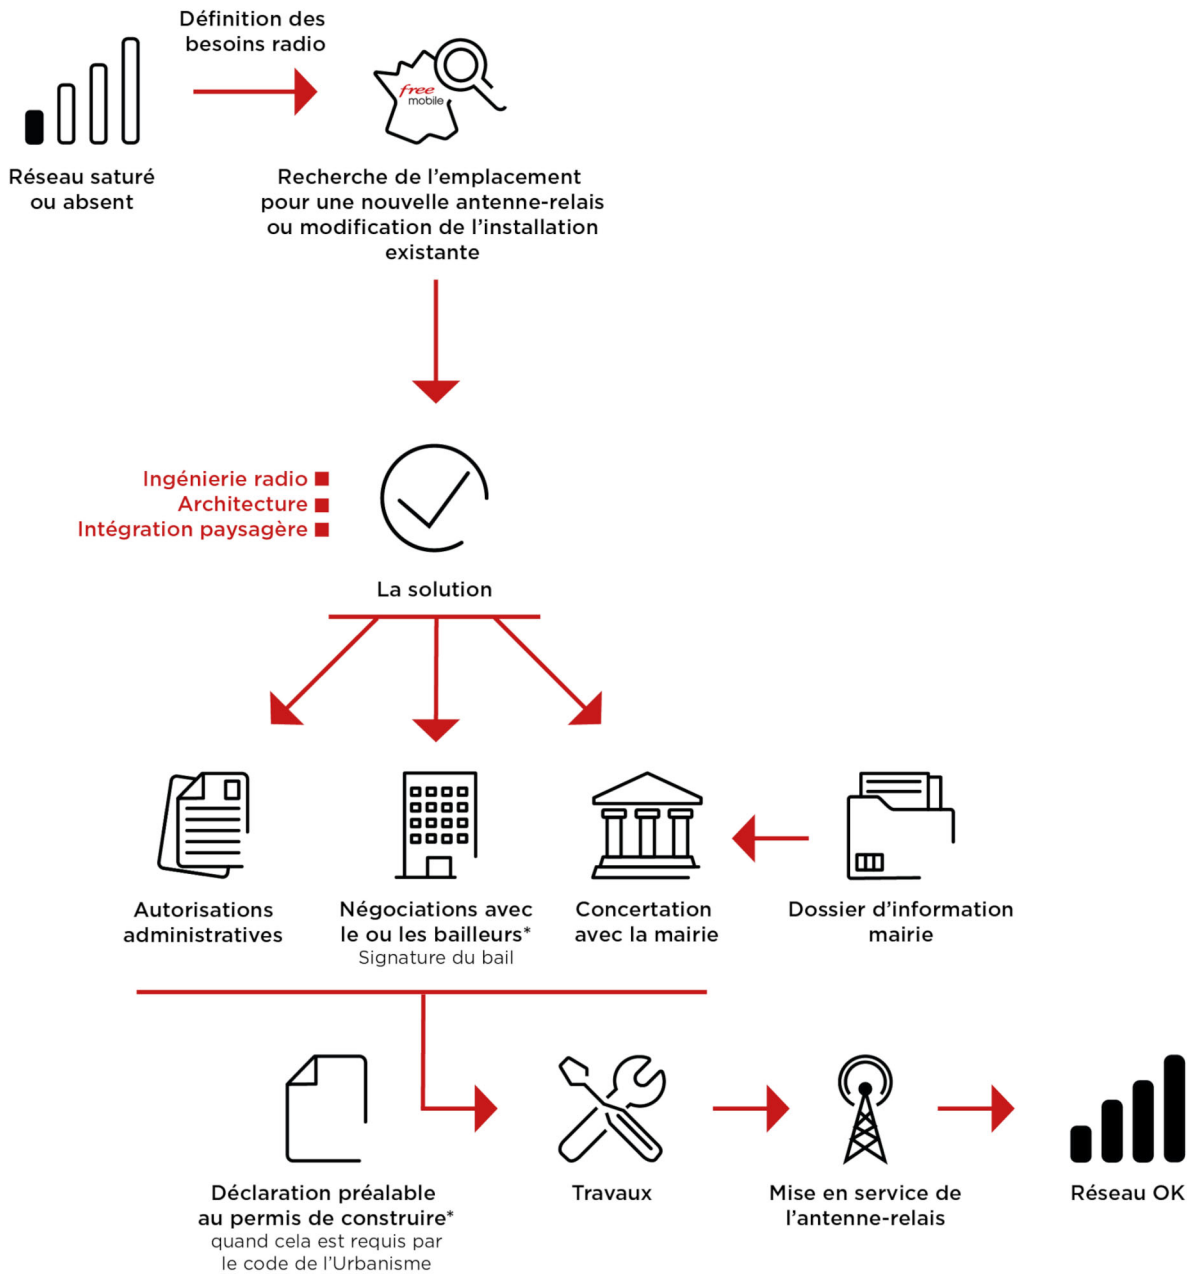 Définition des
besoins radio
free
mobile
Réseau saturé
ou absent
Recherche de l’emplacement
pour une nouvelle antenne-relais
ou modification de l’installation
existante
Ingénierie radio
Architecture
Intégration paysagère
La solution
Autorisations
administratives
Négociations avec
le ou les bailleurs*
Signature du bail
Concertation
avec la mairie
Dossier d’information
mairie
Déclaration préalable
au permis de construire*
quand cela est requis par
le code de l’Urbanisme
Travaux
Mise en service de
l’antenne-relais
Réseau OK